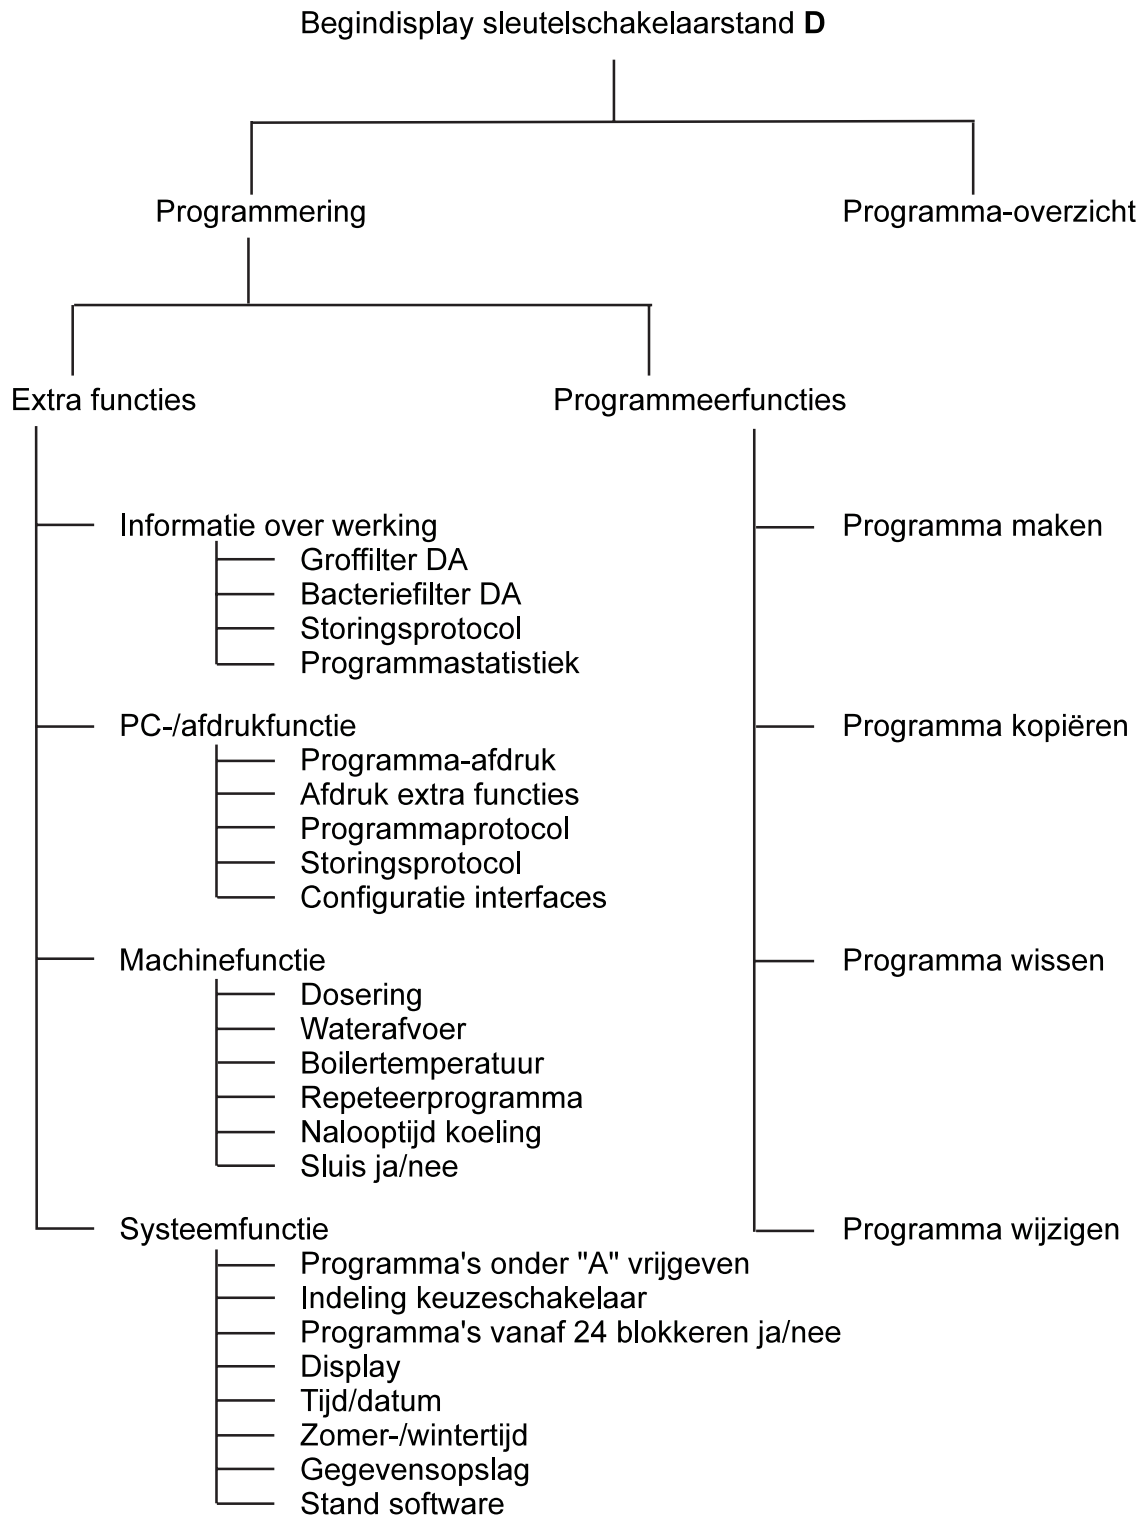 Begindisplay sleutelschakelaarstand D
Programmering
Programma-overzicht
Extra functies
Programmeerfuncties
Informatie over werking
Groffilter DA
Bacteriefilter DA
Storingsprotocol
Programmastatistiek
PC-/afdrukfunctie
Programma-afdruk
Afdruk extra functies
Programmaprotocol
Storingsprotocol
Configuratie interfaces
Machinefunctie
Dosering
Waterafvoer
Boilertemperatuur
Repeteerprogramma
Nalooptijd koeling
Sluis ja/nee
Systeemfunctie
Programma's onder "A" vrijgeven
Indeling keuzeschakelaar
Programma's vanaf 24 blokkeren ja/nee
Display
Tijd/datum
Zomer-/wintertijd
Gegevensopslag
Stand software
Programma maken
Programma kopiëren
Programma wissen
Programma wijzigen